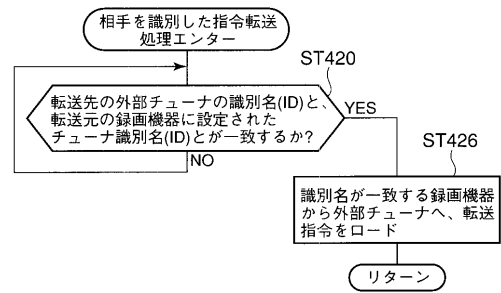 相手を識別した指令転送
処理エンター
ST420
転送先の外部チューナの識別名(ID)と、
転送元の録画機器に設定された
チューナ識別名(ID)とが一致するか?
YES
NO
ST426
識別名が一致する録画機器
から外部チューナへ、転送
指令をロード
リターン